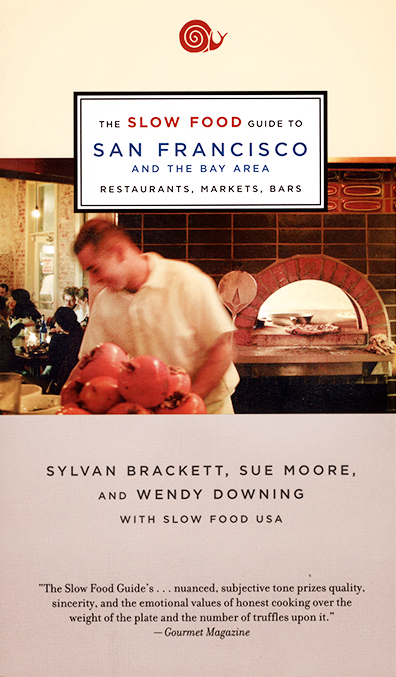 THE SLOW FOOD GUIDE TO
SAN FRANCISCO
AND THE BAY AREA
RESTAURANTS, MARKETS, BARS
SYLVAN BRACKETT, SUE MOORE,
AND WENDY DOWNING
WITH SLOW FOOD USA
"The Slow Food Guide's . . . nuanced, subjective tone prizes quality,
sincerity, and the emotional values of honest cooking over the
weight of the plate and the number of truffles upon it."
—Gourmet Magazine